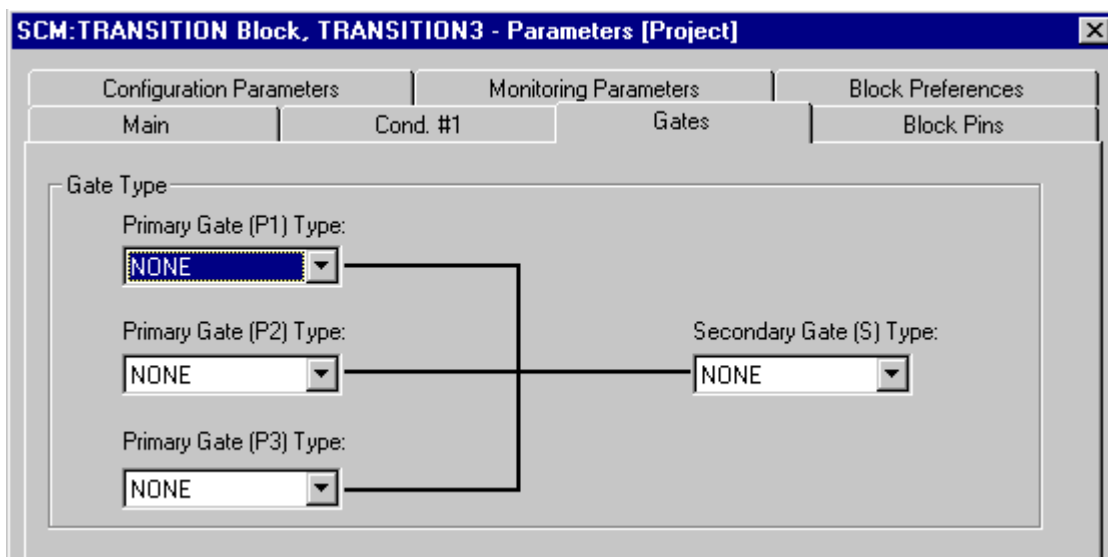 SCM:TRANSITION Block, TRANSITION3 - Parameters [Project]
Configuration Parameters Monitoring Parameters Block Preferences
Main Cond. #1 Gates Block Pins
Gate Type
Primary Gate (P1) Type:
NONE
Primary Gate (P2) Type: Secondary Gate (S) Type:
NONE NONE
Primary Gate (P3) Type:
NONE